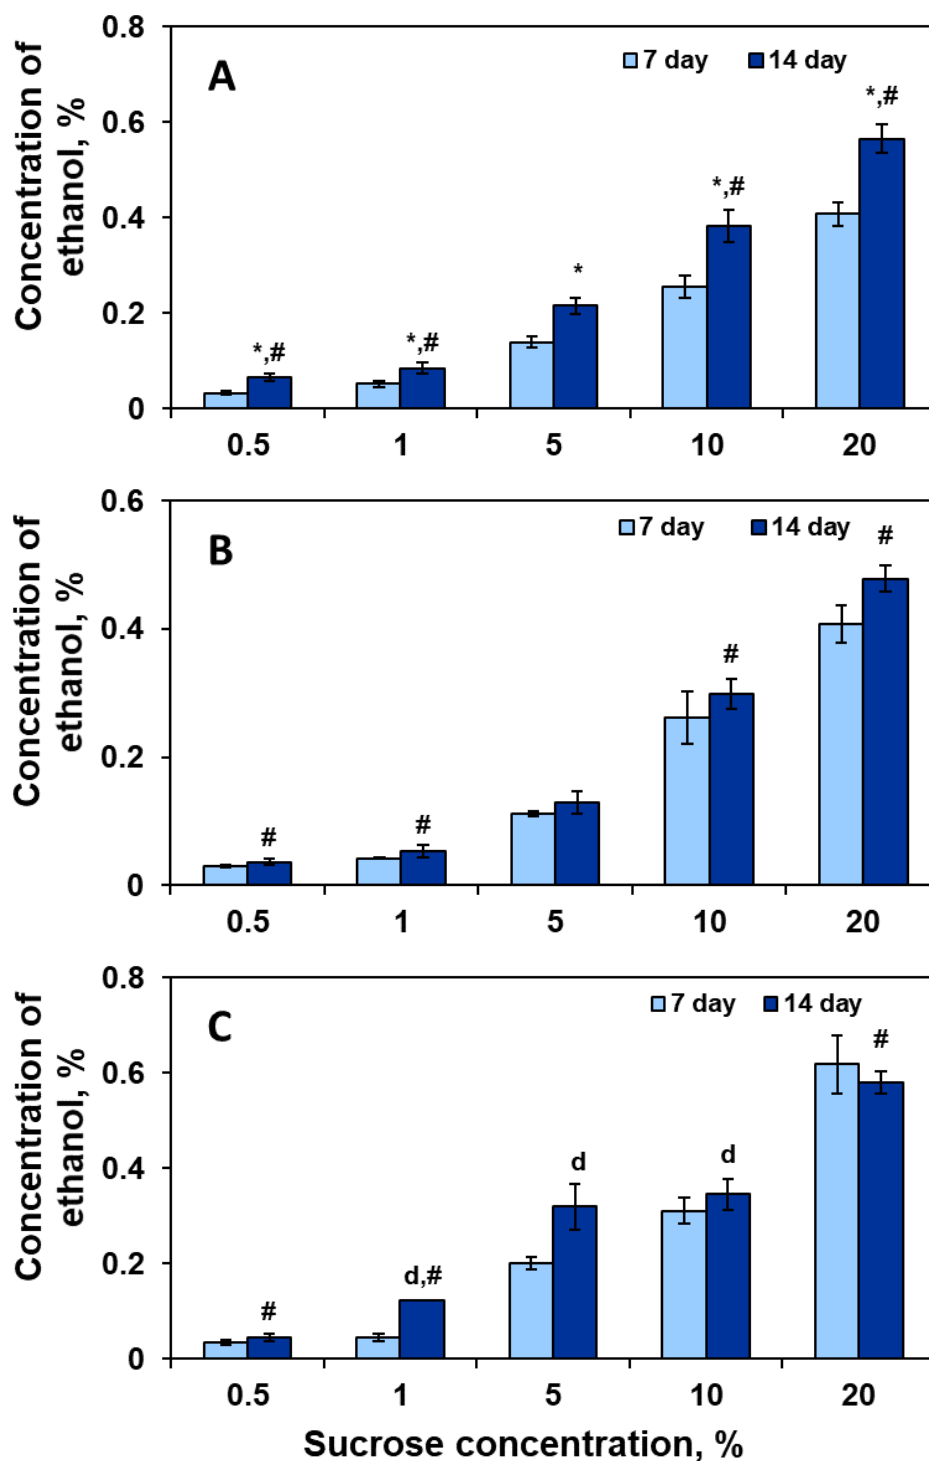 Concentration of
ethanol, %
A
7 day
14 day
0.8
0.6
0.4
0.2
0
*,#
*,#
*
*,#
*,#
0.5
1
5
10
20
Concentration of
ethanol, %
B
7 day
14 day
0.6
0.4
0.2
0
#
#
#
#
0.5
1
5
10
20
Concentration of
ethanol, %
C
7 day
14 day
0.8
0.6
0.4
0.2
0
#
d,#
d
d
#
0.5
1
5
10
20
Sucrose concentration, %